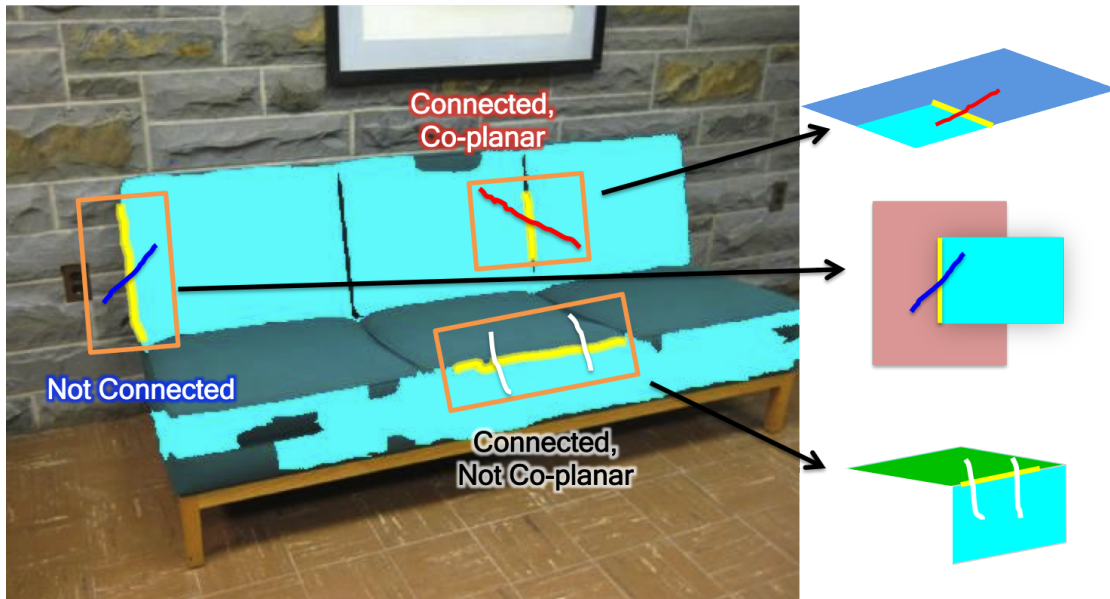 Connected,
Co-planar
Not Connected
Connected,
Not Co-planar